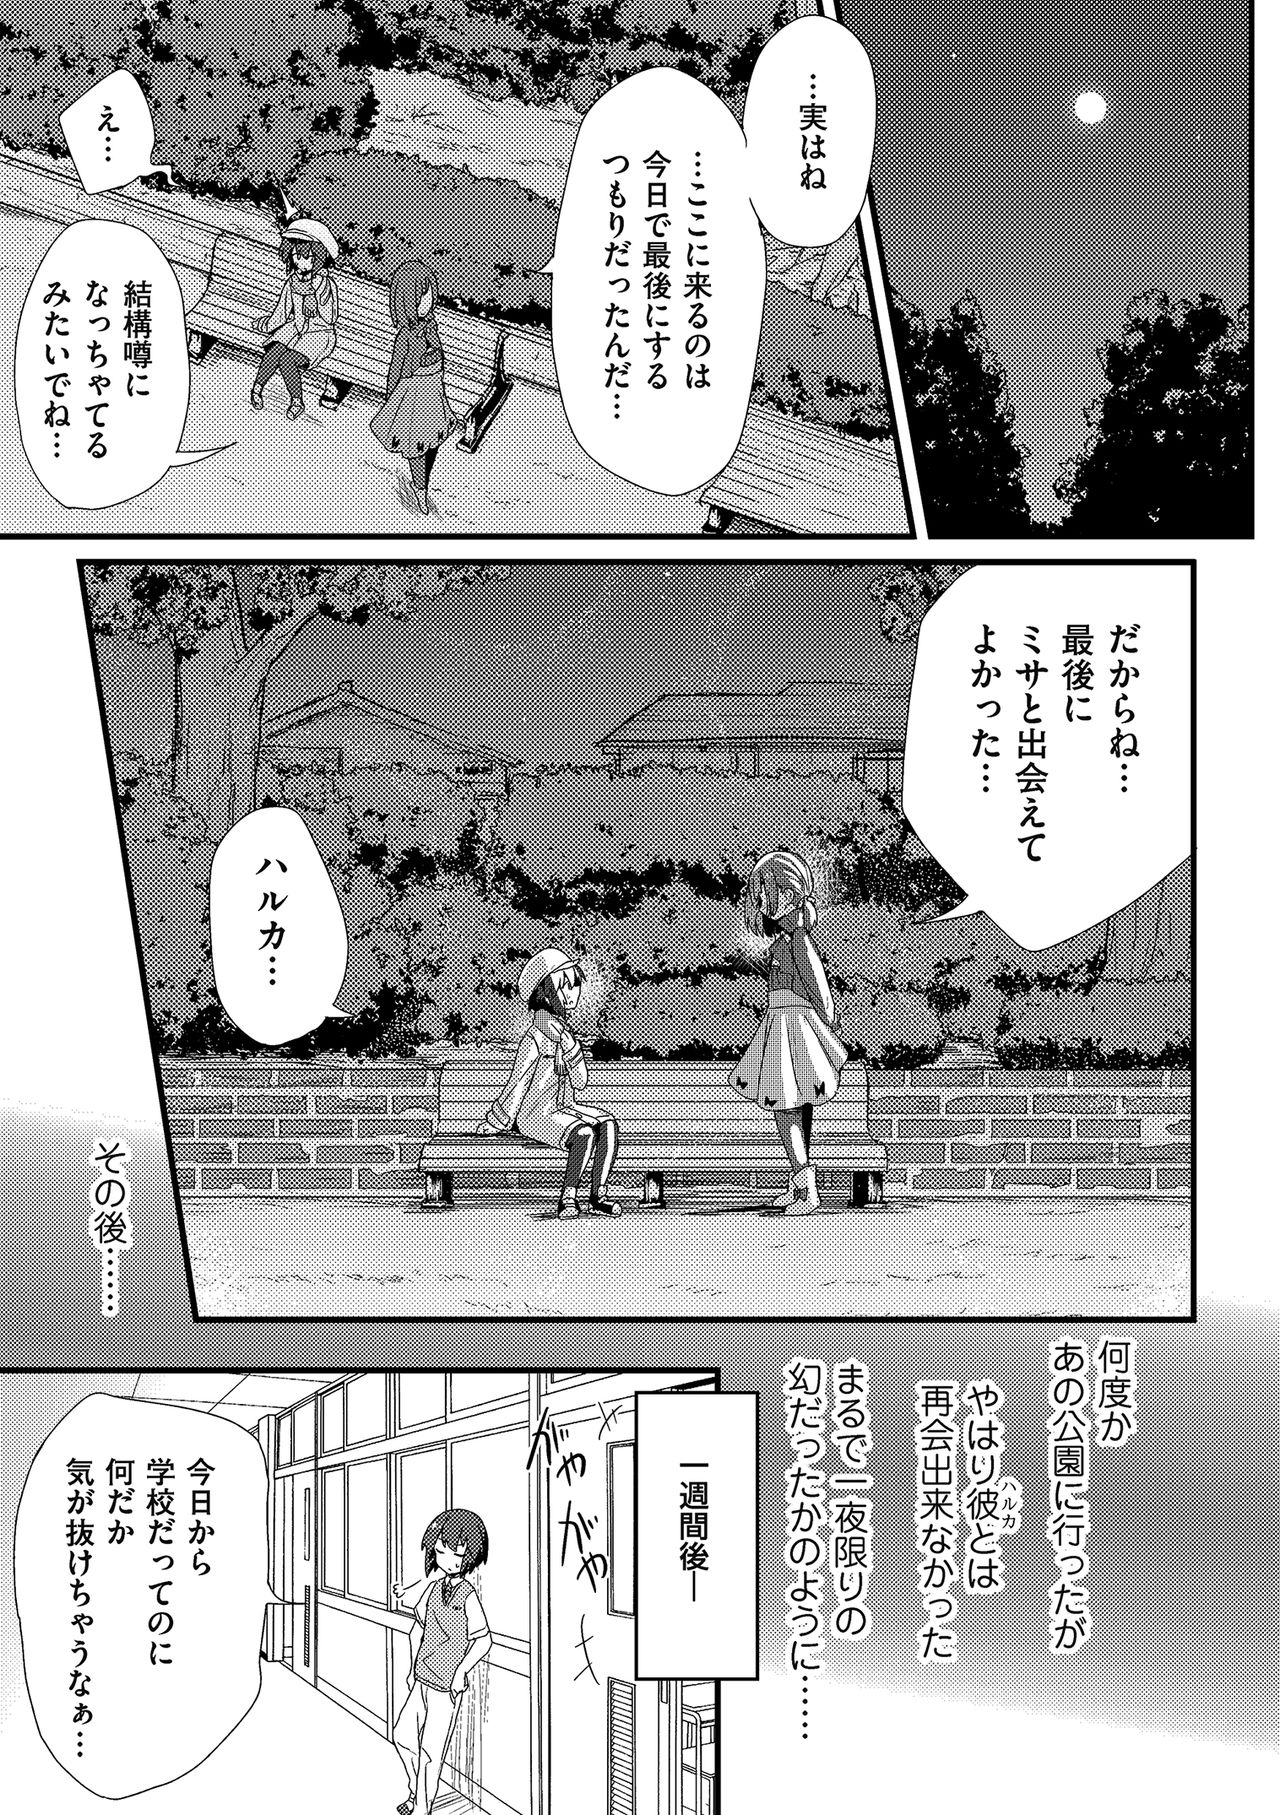 …実はね
…ここに来るのは
今日で最後にする
つもりだったんだ…
え…
結構噂に
なっちゃてる
みたいでね…
だからね…
最後に
ミサと出会えて
よかった…
ハルカ…
その後……
何度か
あの公園に行ったが
やはり彼とは
ハルカ
再会出来なかった
まるで一夜限りの
幻だったかのように……
一週間後―
ガヤ
ガヤ
今日から
学校だってのに
何だか
気が抜けちゃうなぁ…